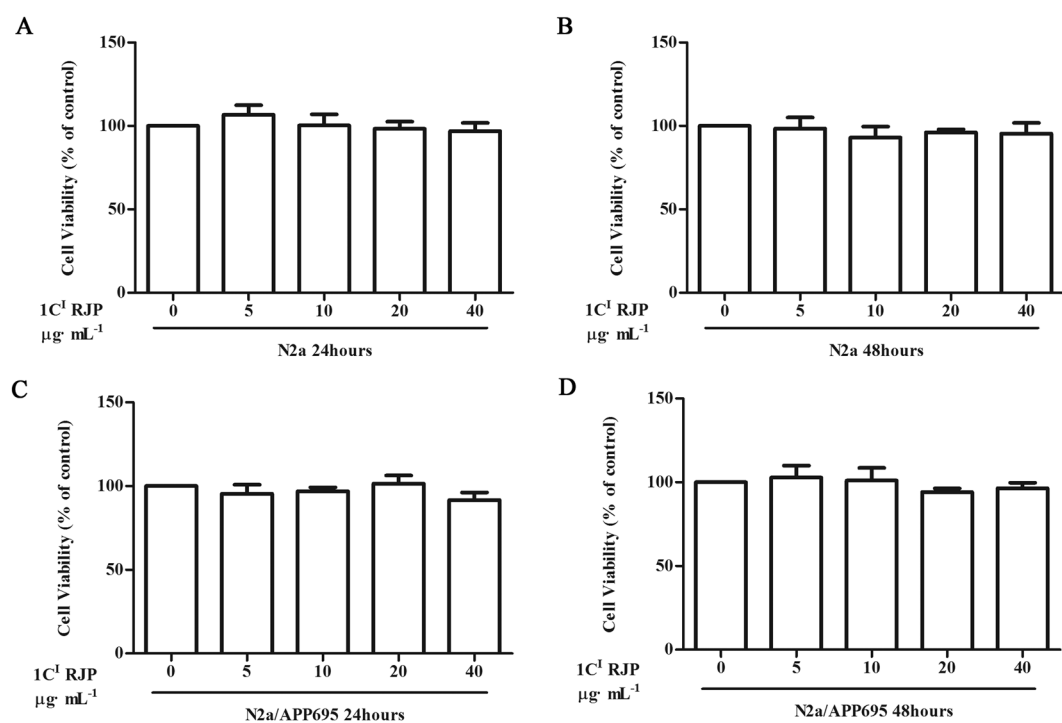 A
Cell Viability (% of control)
150
100
50
0
1Cᴵ RJP
μg· mL⁻¹
0 5 10 20 40
N2a 24hours
B
Cell Viability (% of control)
150
100
50
0
1Cᴵ RJP
μg· mL⁻¹
0 5 10 20 40
N2a 48hours
C
Cell Viability (% of control)
150
100
50
0
1Cᴵ RJP
μg· mL⁻¹
0 5 10 20 40
N2a/APP695 24hours
D
Cell Viability (% of control)
150
100
50
0
1Cᴵ RJP
μg· mL⁻¹
0 5 10 20 40
N2a/APP695 48hours